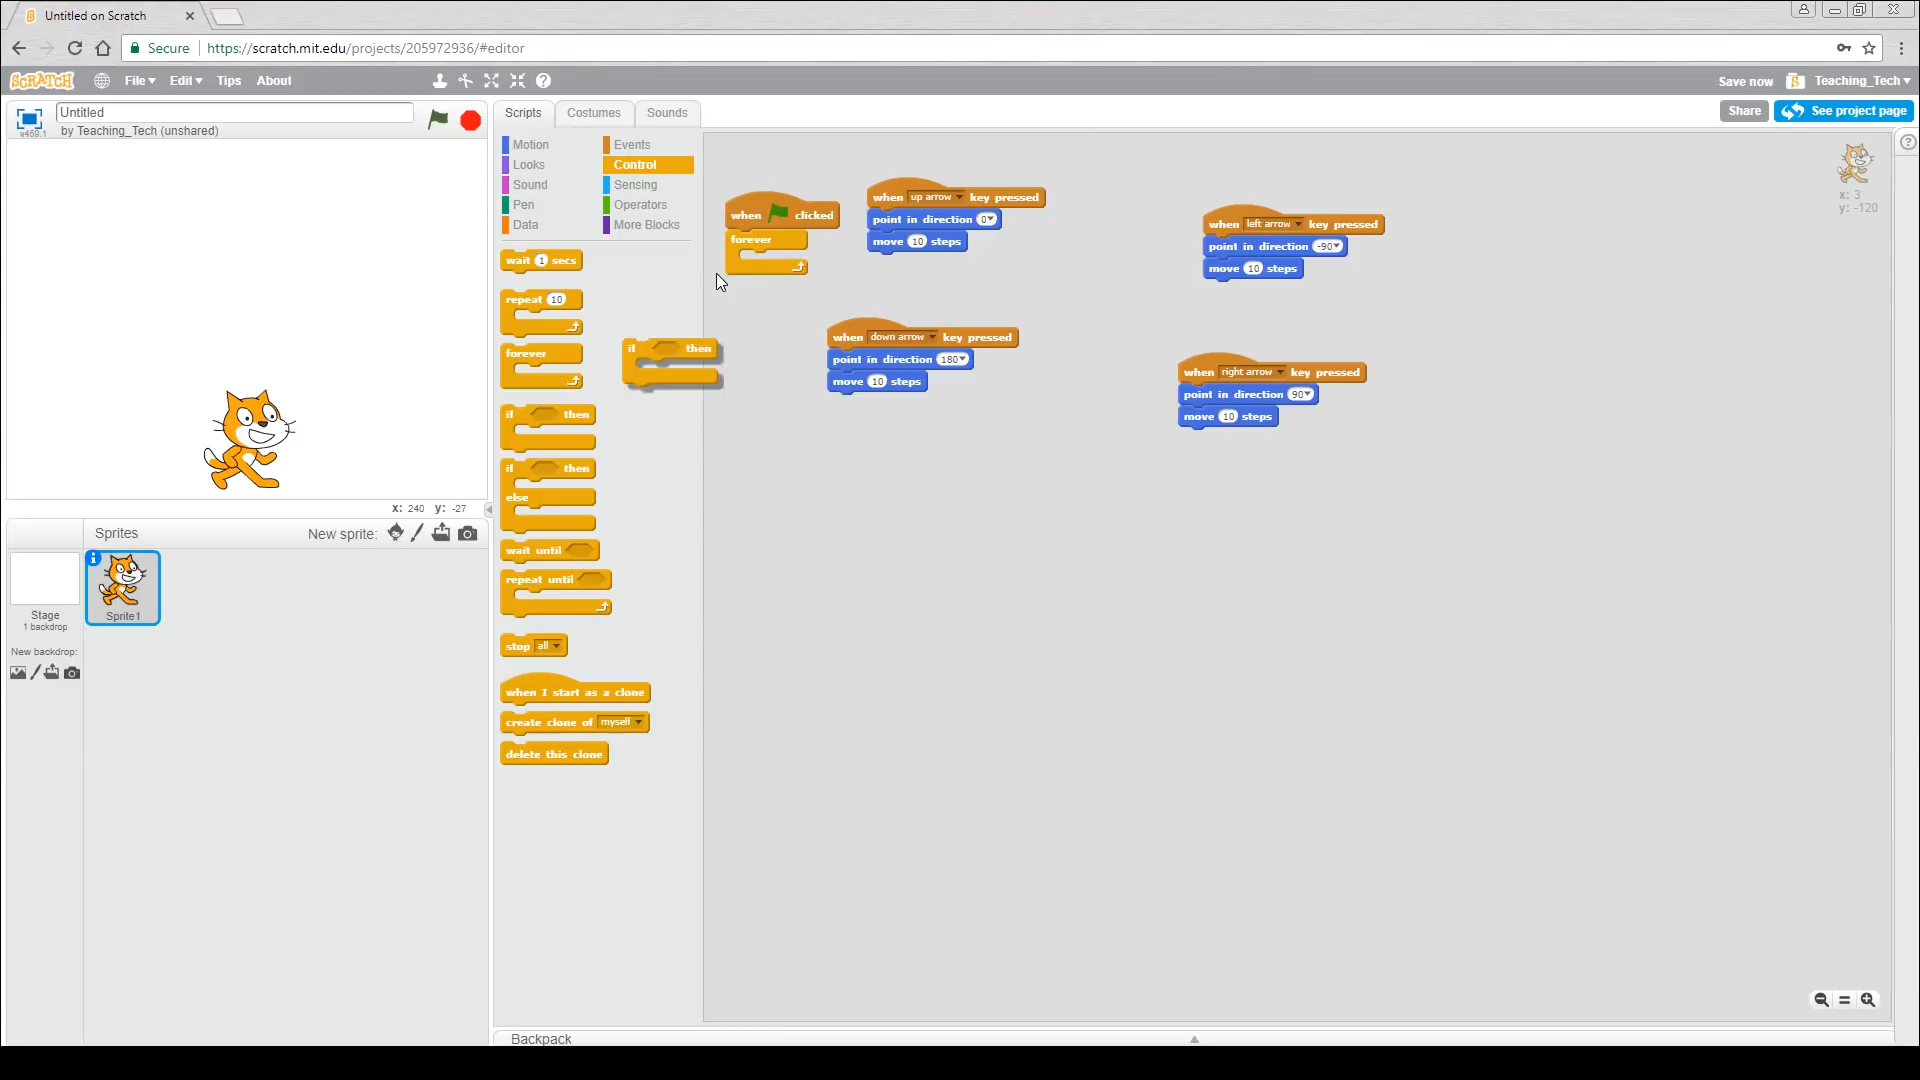 Untitled on Scratch
Secure https://scratch.mit.edu/projects/205972936/#editor
SCRATCH File Edit Tips About Save now Teaching_Tech
v459.1 Untitled
by Teaching_Tech (unshared)
Scripts Costumes Sounds
Share See project page
Motion Events
Looks Control
Sound Sensing
Pen Operators
Data More Blocks
wait 1 secs
repeat 10
forever
if then
if then
else
wait until
repeat until
stop all
when I start as a clone
create clone of myself
delete this clone
if then
when clicked
forever
when up arrow key pressed
point in direction 0
move 10 steps
when down arrow key pressed
point in direction 180
move 10 steps
when left arrow key pressed
point in direction -90
move 10 steps
when right arrow key pressed
point in direction 90
move 10 steps
x: 3
y: -120
x: 240 y: -27
Sprites New sprite:
Stage
1 backdrop
Sprite1
New backdrop:
Backpack